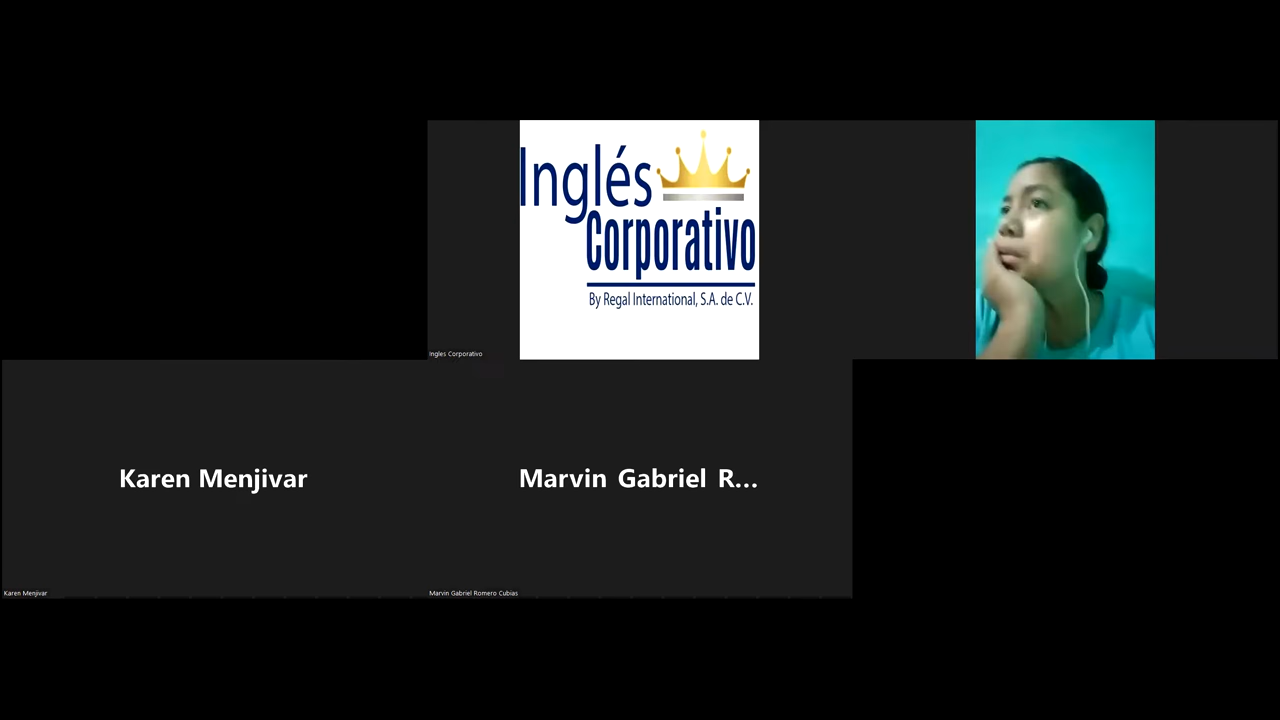 Inglés
Corporativo
By Regal International, S.A. de C.V.
Ingles Corporativo
Karen Menjivar
Marvin Gabriel R...
Karen Menjivar
Marvin Gabriel Romero Cubias